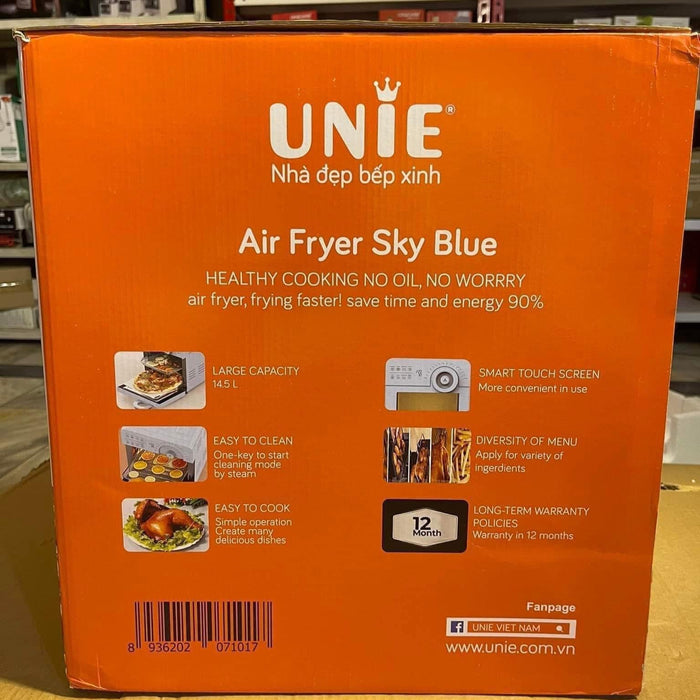 UNIE®
Nhà đẹp bếp xinh
Air Fryer Sky Blue
HEALTHY COOKING NO OIL, NO WORRRY
air fryer, frying faster! save time and energy 90%
LARGE CAPACITY
14.5 L
EASY TO CLEAN
One-key to start
cleaning mode
by steam
EASY TO COOK
Simple operation
Create many
delicious dishes
SMART TOUCH SCREEN
More convenient in use
DIVERSITY OF MENU
Apply for variety of
ingerdients
12
Month
LONG-TERM WARRANTY
POLICIES
Warranty in 12 months
8 936202 071017
Fanpage
f UNIE VIET NAM
www.unie.com.vn